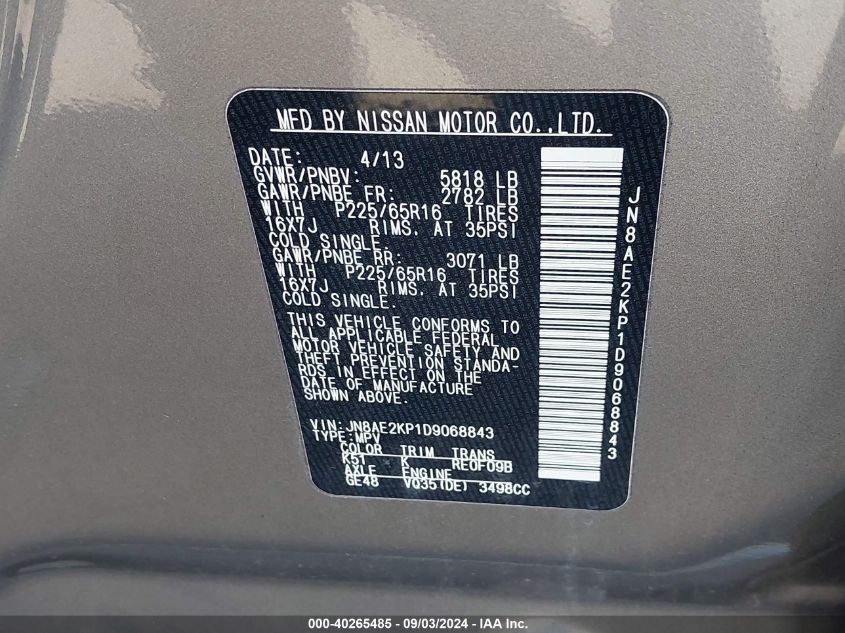 MFD BY NISSAN MOTOR CO.,LTD.
DATE: 4/13
GVWR/PNBV: 5818 LB
GAWR/PNBE FR: 2782 LB
WITH P225/65R16 TIRES
16X7J RIMS. AT 35PSI
COLD SINGLE.
GAWR/PNBE RR: 3071 LB
WITH P225/65R16 TIRES
16X7J RIMS. AT 35PSI
COLD SINGLE.
THIS VEHICLE CONFORMS TO
ALL APPLICABLE FEDERAL
MOTOR VEHICLE SAFETY AND
THEFT PREVENTION STANDA-
RDS IN EFFECT ON THE
DATE OF MANUFACTURE
SHOWN ABOVE.
VIN:JN8AE2KP1D9068843
TYPE:MPV
COLOR TRIM TRANS
K51 K RE0F09B
AXLE ENGINE
GE48 VQ35(DE) 3498CC
JN8AE2KP1D9068843
000-40265485 - 09/03/2024 - IAA Inc.